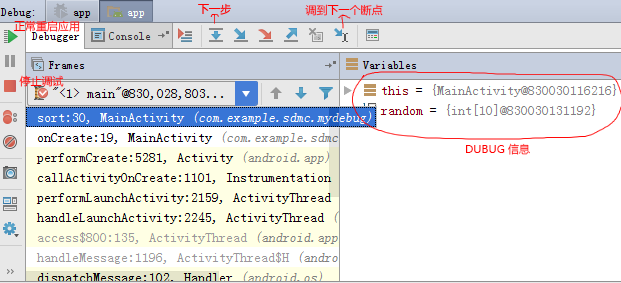 Debug: app app
下一步 调到下一个断点
正常重启应用
Debugger Console
Frames
Variables
停止调试
"<1> main"@830,028,803...
this = {MainActivity@830030116216}
random = {int[10]@830030131192}
DUBUG 信息
sort:30, MainActivity (com.example.sdmc.mydebug)
onCreate:19, MainActivity (com.example.sdmc
performCreate:5281, Activity (android.app)
callActivityOnCreate:1101, Instrumentation
performLaunchActivity:2159, ActivityThread
handleLaunchActivity:2245, ActivityThread (
access$800:135, ActivityThread (android.app
handleMessage:1196, ActivityThread$H (andro
dispatchMessage:102, Handler (android.os)